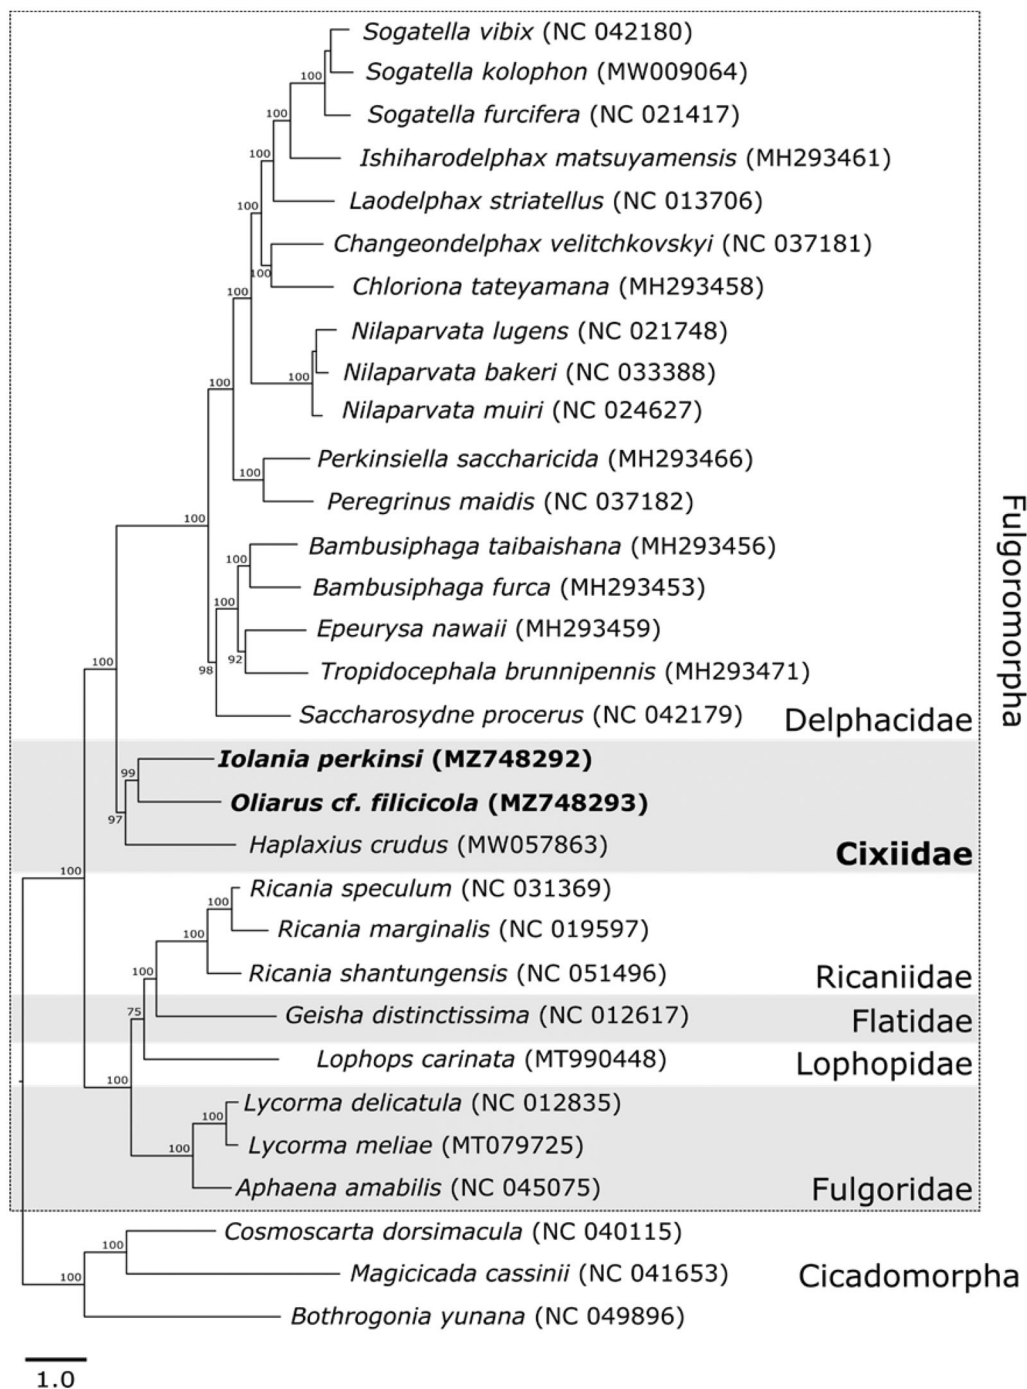 Sogatella vibix (NC 042180)
100
Sogatella kolophon (MW009064)
100
Sogatella furcifera (NC 021417)
100
Ishiharodelphax matsuyamensis (MH293461)
100
Laodelphax striatellus (NC 013706)
Changeondelphax velitchkovskyi (NC 037181)
100
100
Chloriona tateyamana (MH293458)
Nilaparvata lugens (NC 021748)
100
100
Nilaparvata bakeri (NC 033388)
Nilaparvata muiri (NC 024627)
Perkinsiella saccharicida (MH293466)
100
Peregrinus maidis (NC 037182)
100
Bambusiphaga taibaishana (MH293456)
100
Bambusiphaga furca (MH293453)
100
Epeurysa nawaii (MH293459)
92
98
100
Tropidocephala brunnipennis (MH293471)
Saccharosydne procerus (NC 042179)
Delphacidae
Fulgoromorpha
Iolania perkinsi (MZ748292)
99
Oliarus cf. filicicola (MZ748293)
97
Haplaxius crudus (MW057863)
Cixiidae
100
Ricania speculum (NC 031369)
100
Ricania marginalis (NC 019597)
100
Ricania shantungensis (NC 051496)
Ricaniidae
100
Geisha distinctissima (NC 012617)
Flatidae
75
Lophops carinata (MT990448)
Lophopidae
100
Lycorma delicatula (NC 012835)
100
Lycorma meliae (MT079725)
100
Aphaena amabilis (NC 045075)
Fulgoridae
Cosmoscarta dorsimacula (NC 040115)
100
Magicicada cassinii (NC 041653)
Cicadomorpha
100
Bothrogonia yunana (NC 049896)
1.0